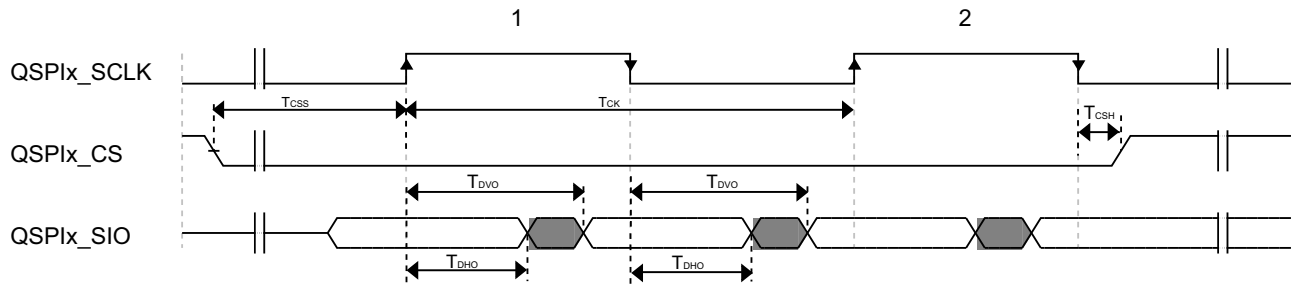 1 2
QSPIx_SCLK
TCSS TCK
TCSH
QSPIx_CS
TDVO TDVO
QSPIx_SIO
TDHO TDHO